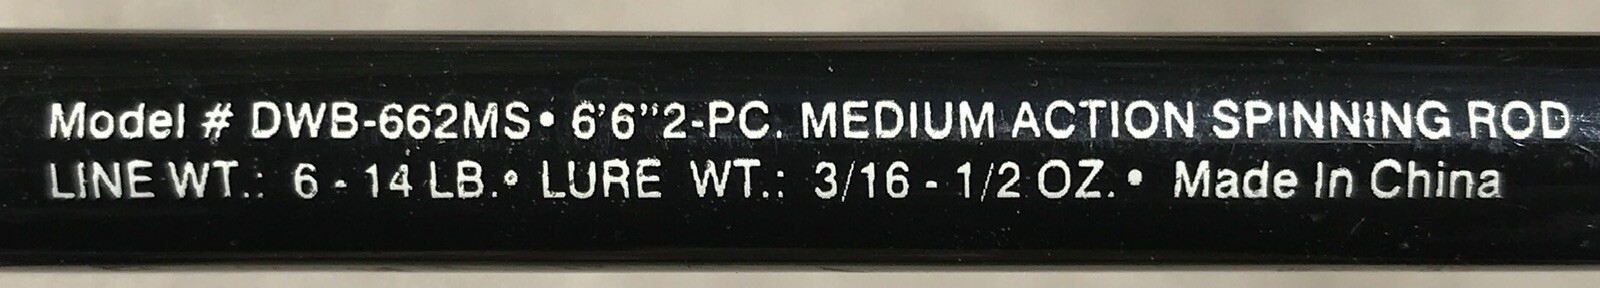 Model # DWB-662MS• 6'6"2-PC. MEDIUM ACTION SPINNING ROD
LINE WT.: 6 - 14 LB.• LURE WT.: 3/16 - 1/2 OZ.• Made In China